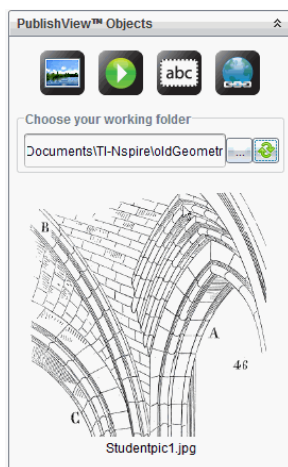 PublishView™ Objects
abc
Choose your working folder
Documents\TI-Nspire\oldGeometr
...
B
A
46
C
Studentpic1.jpg